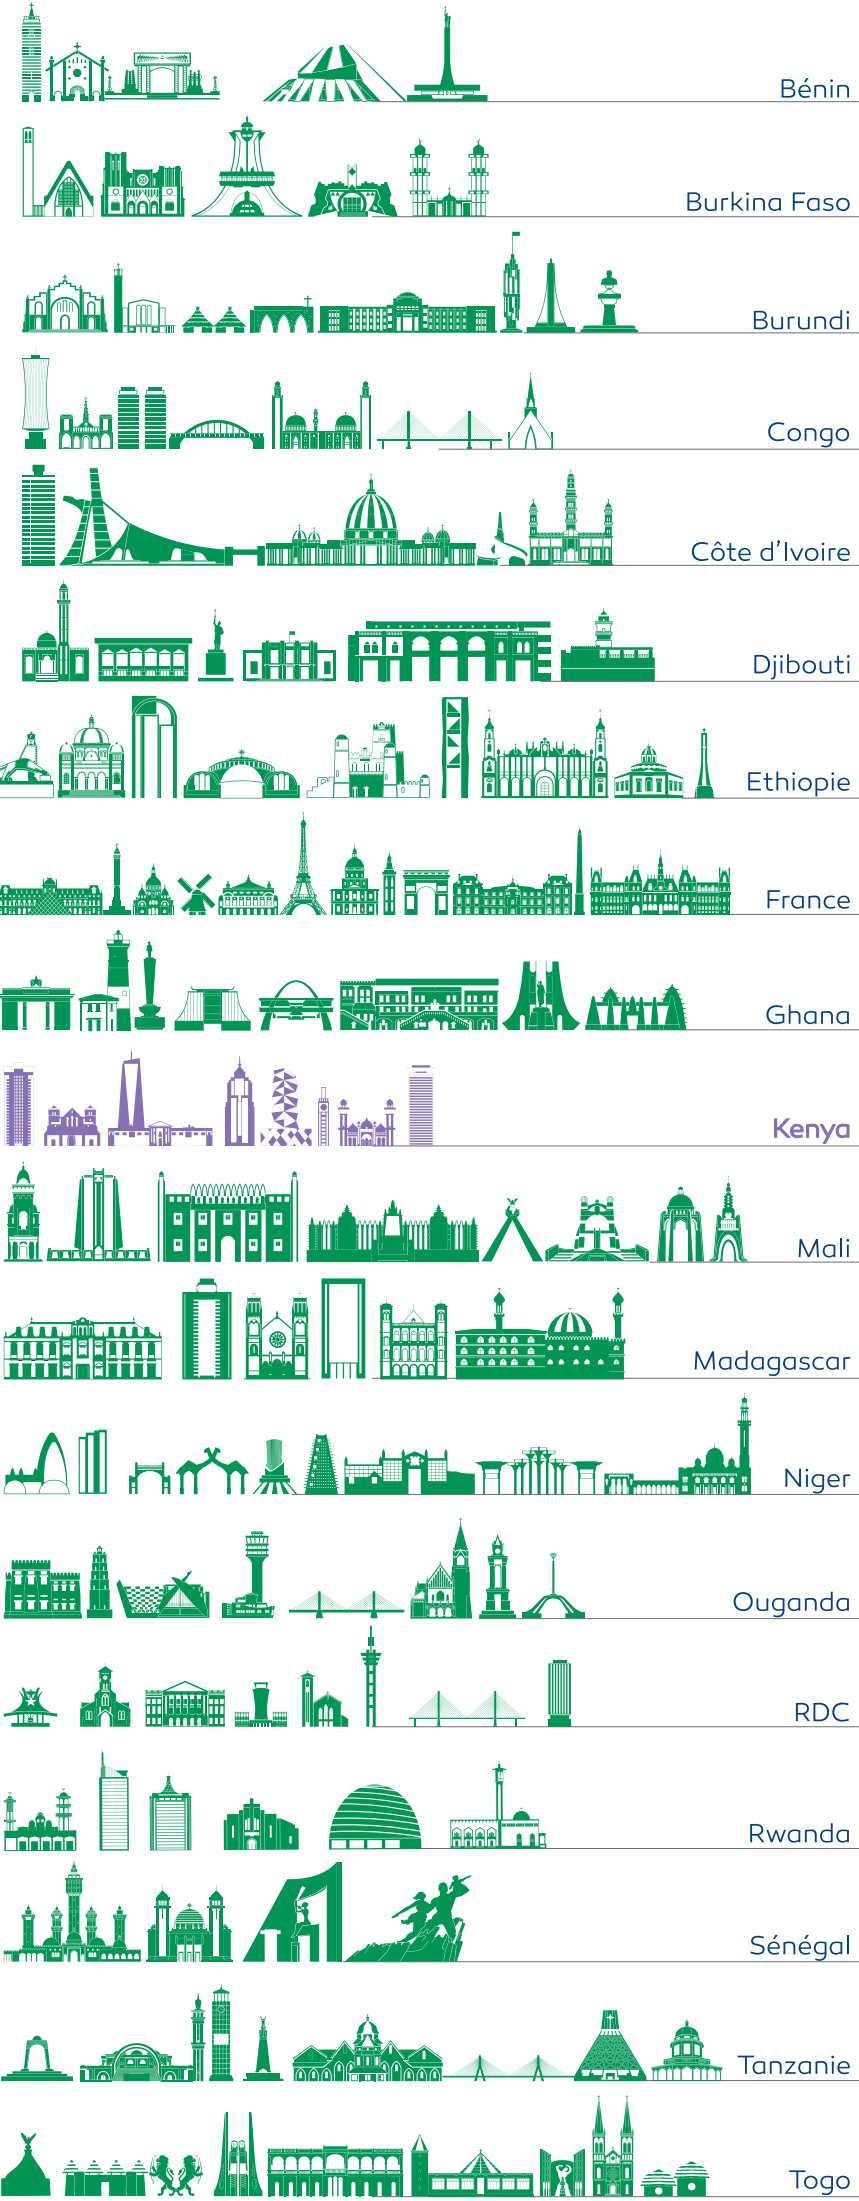 Bénin
Burkina Faso
Burundi
Congo
Côte d’Ivoire
Djibouti
Ethiopie
France
Ghana
Kenya
Mali
Madagascar
Niger
Ouganda
RDC
Rwanda
Sénégal
Tanzanie
Togo